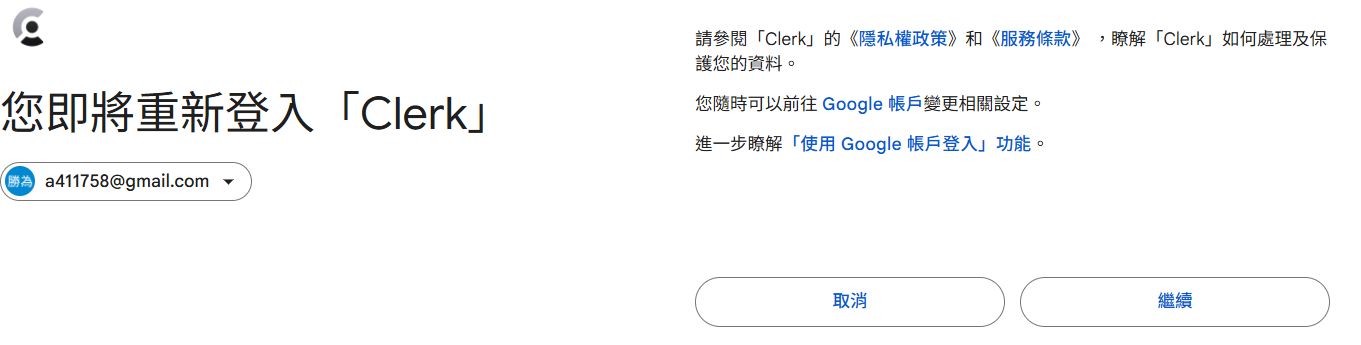 您即將重新登入「Clerk」
勝為 a411758@gmail.com
請參閱「Clerk」的《隱私權政策》和《服務條款》，瞭解「Clerk」如何處理及保
護您的資料。
您隨時可以前往 Google 帳戶變更相關設定。
進一步瞭解「使用 Google 帳戶登入」功能。
取消
繼續